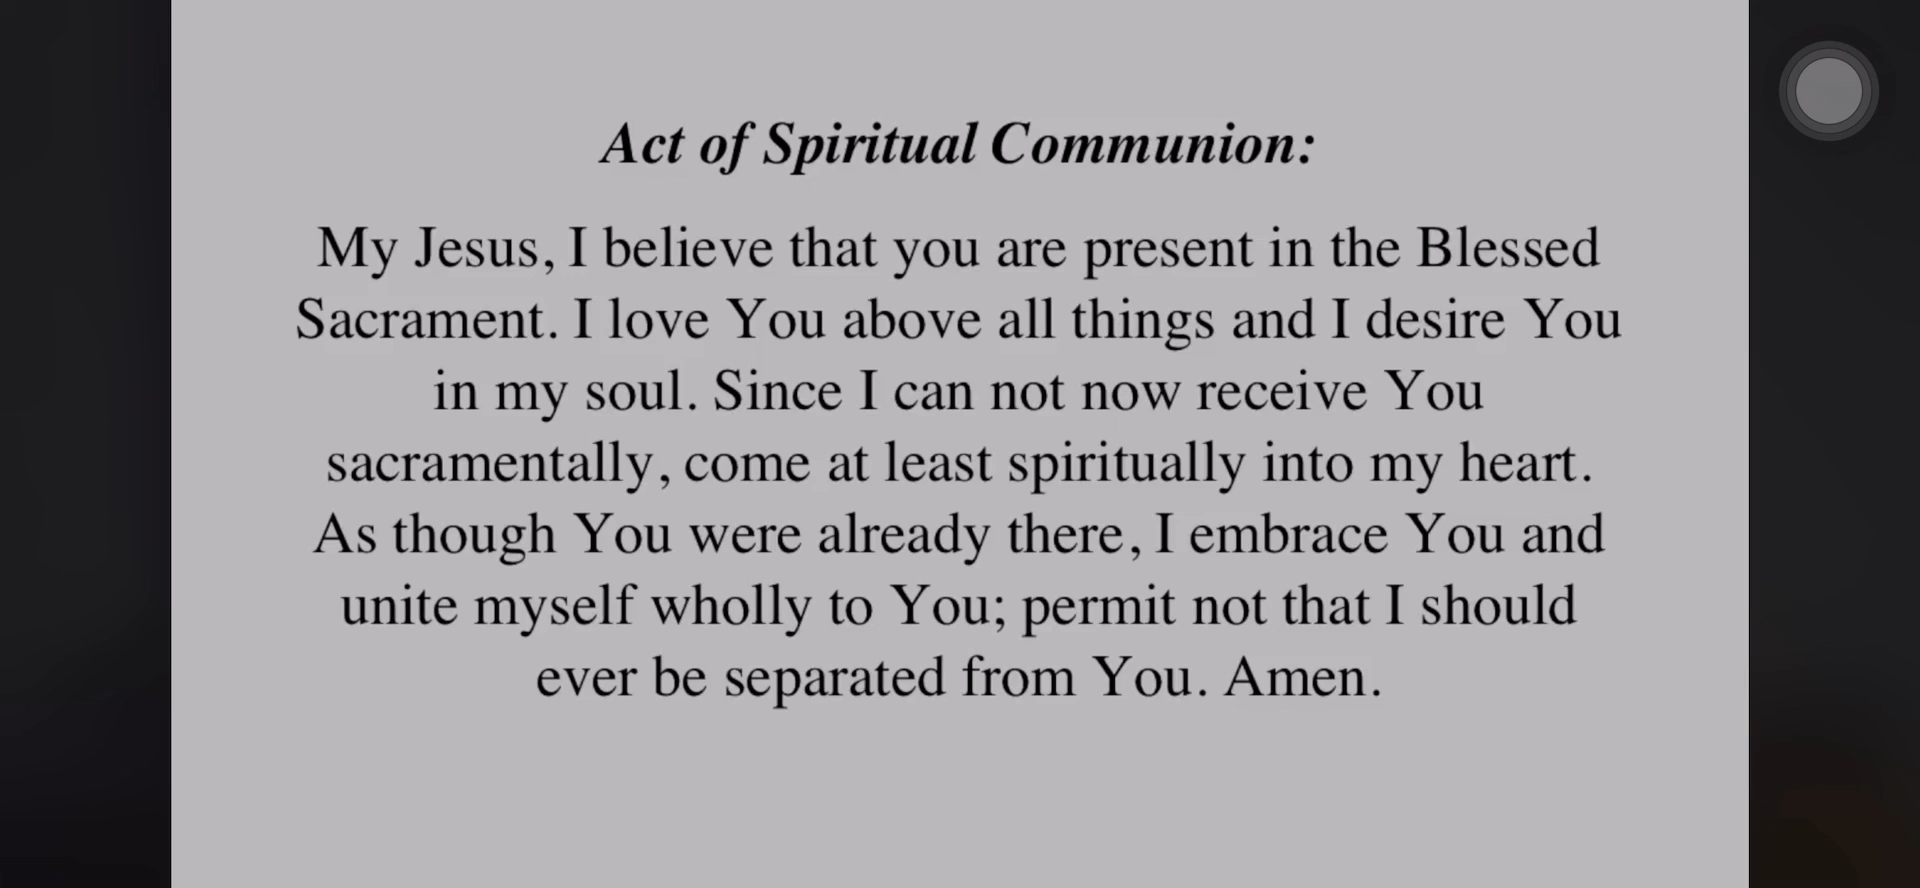 Act of Spiritual Communion:
My Jesus, I believe that you are present in the Blessed
Sacrament. I love You above all things and I desire You
in my soul. Since I can not now receive You
sacramentally, come at least spiritually into my heart.
As though You were already there, I embrace You and
unite myself wholly to You; permit not that I should
ever be separated from You. Amen.